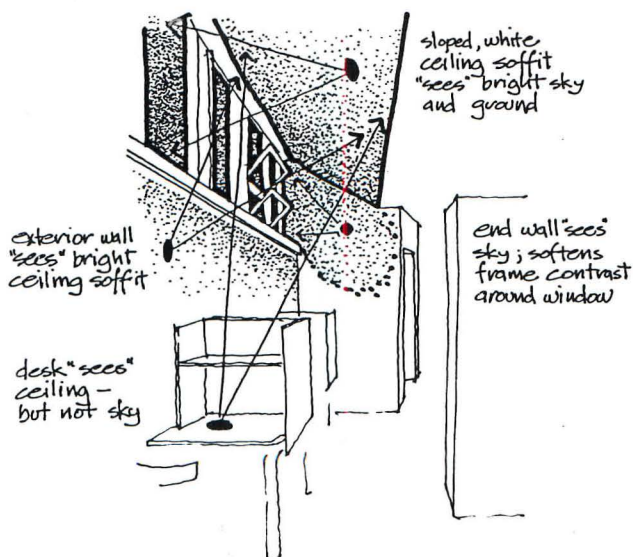 sloped, white
ceiling soffit
"sees" bright sky
and ground
exterior wall
"sees" bright
ceiling soffit
end wall "sees"
sky; softens
frame contrast
around window
desk "sees"
ceiling –
but not sky